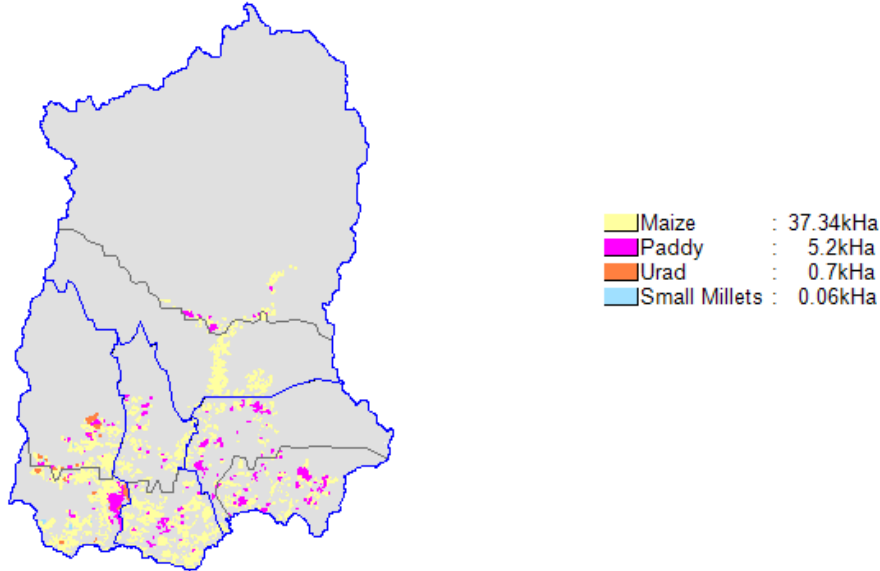 Maize : 37.34kHa
Paddy : 5.2kHa
Urad : 0.7kHa
Small Millets : 0.06kHa